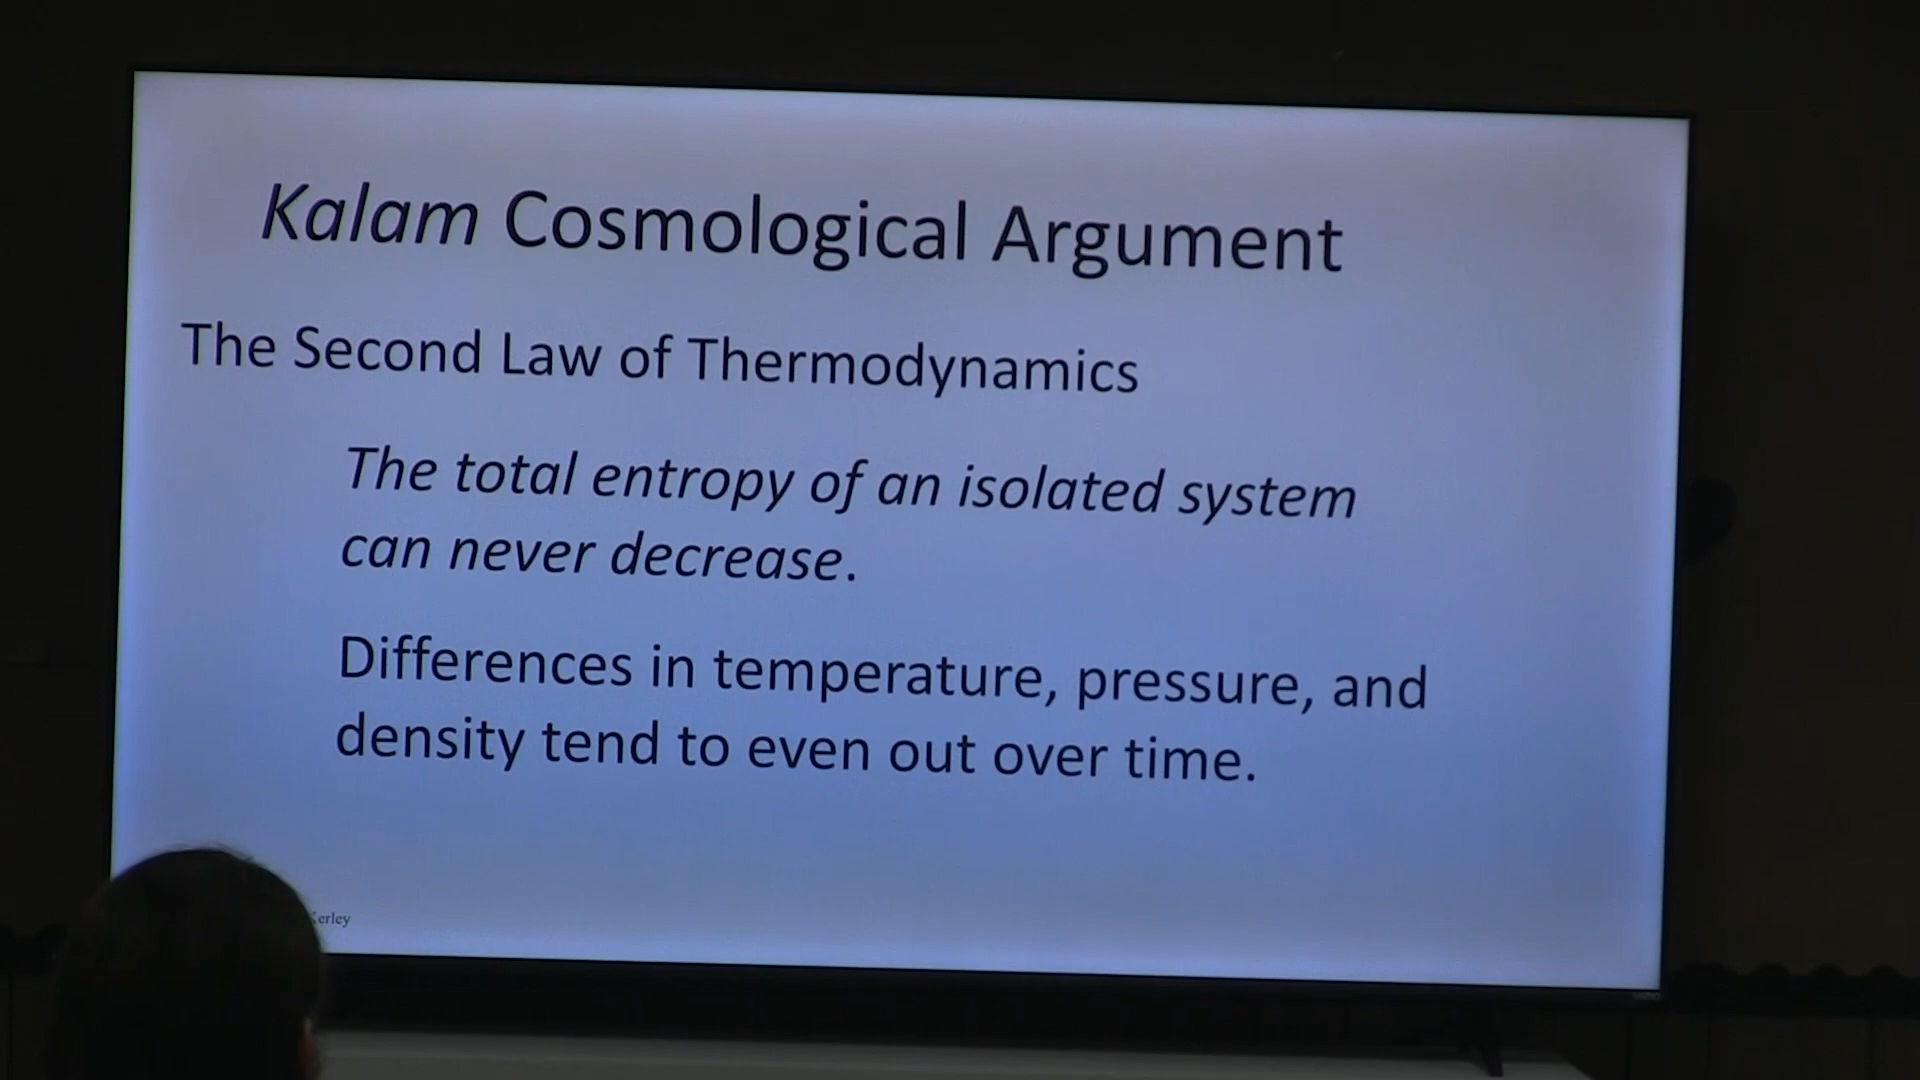 Kalam Cosmological Argument
The Second Law of Thermodynamics
The total entropy of an isolated system
can never decrease.
Differences in temperature, pressure, and
density tend to even out over time.